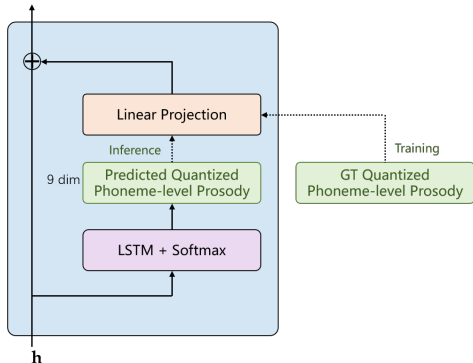 Linear Projection
Inference
Training
9 dim
Predicted Quantized
Phoneme-level Prosody
GT Quantized
Phoneme-level Prosody
LSTM + Softmax
h